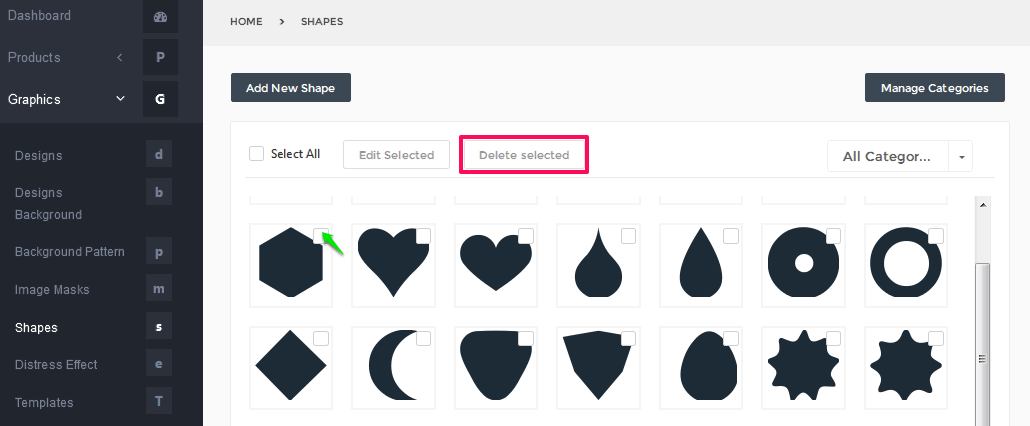 Dashboard
HOME > SHAPES
Products < P
Graphics G
Add New Shape
Manage Categories
Select All
Edit Selected
Delete selected
All Categor...
Designs d
Designs b
Background
Background Pattern p
Image Masks m
Shapes s
Distress Effect e
Templates T